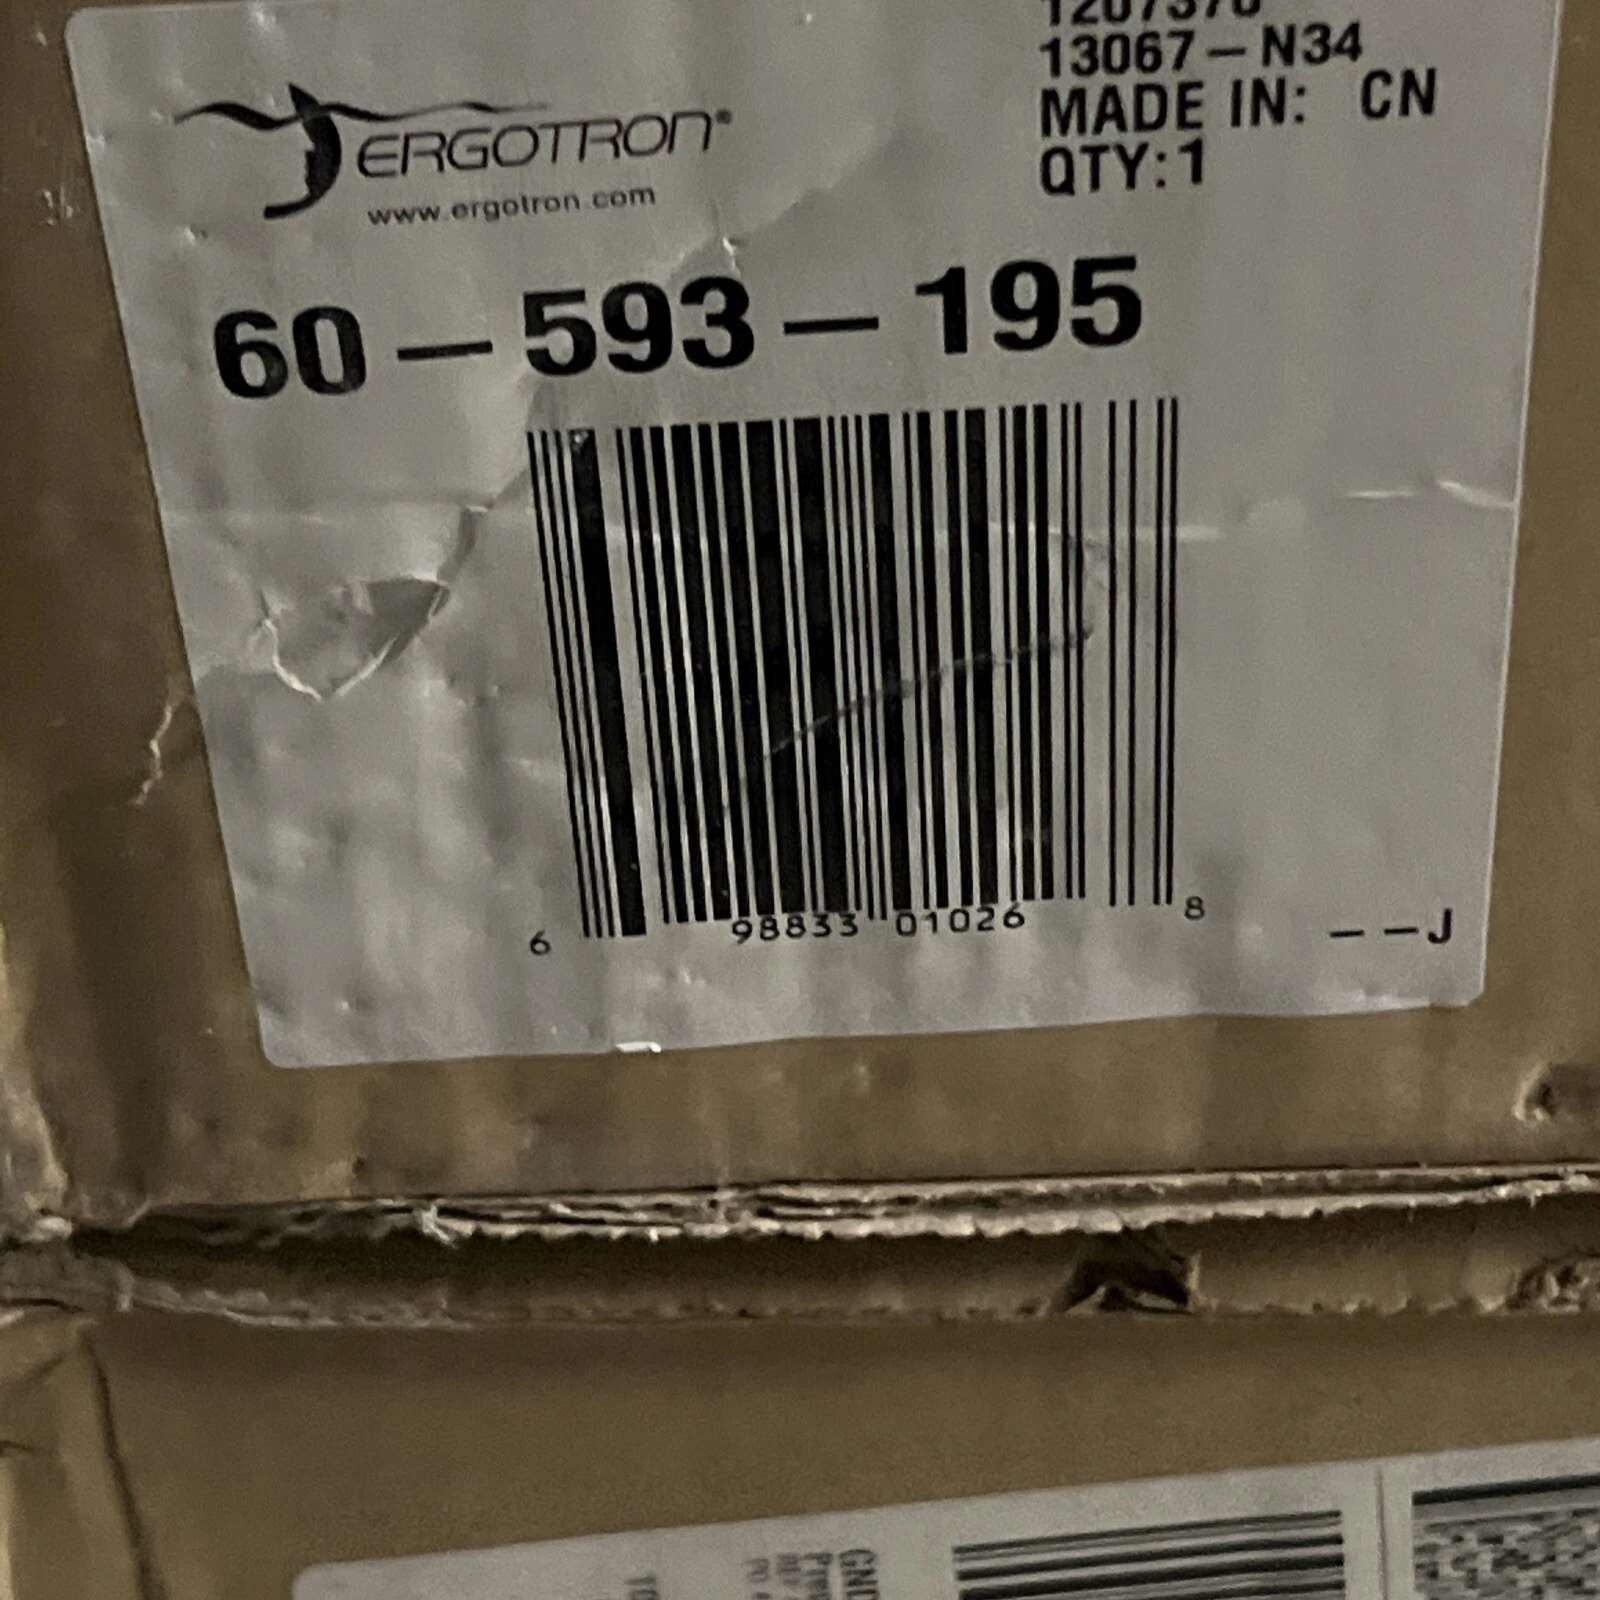 13067-N34
MADE IN: CN
QTY:1
ERGOTRON®
www.ergotron.com
60-593-195
6 98833 01026 8
--J